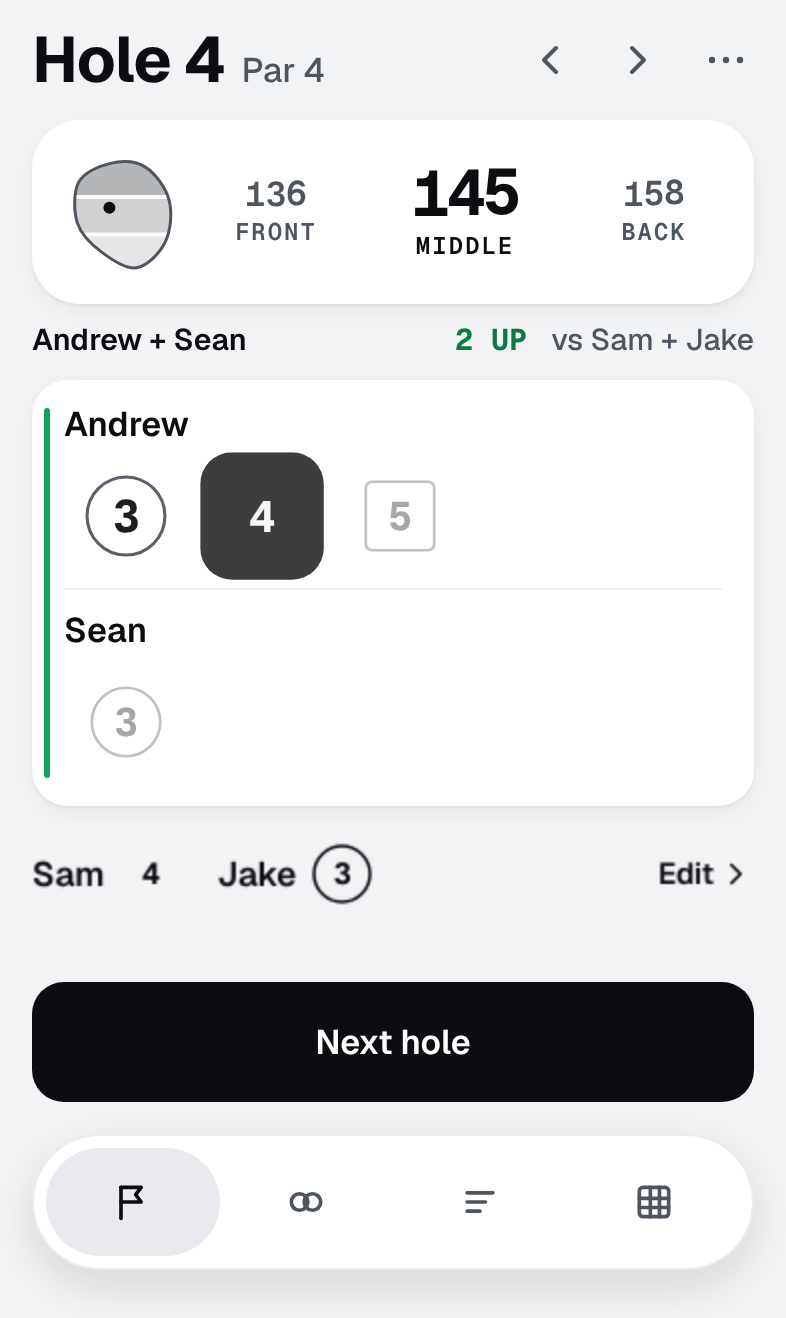 Hole 4 Par 4
136 145 158
FRONT MIDDLE BACK
Andrew + Sean 2 UP vs Sam + Jake
Andrew
3 4 5
Sean
3
Sam 4 Jake 3 Edit
Next hole